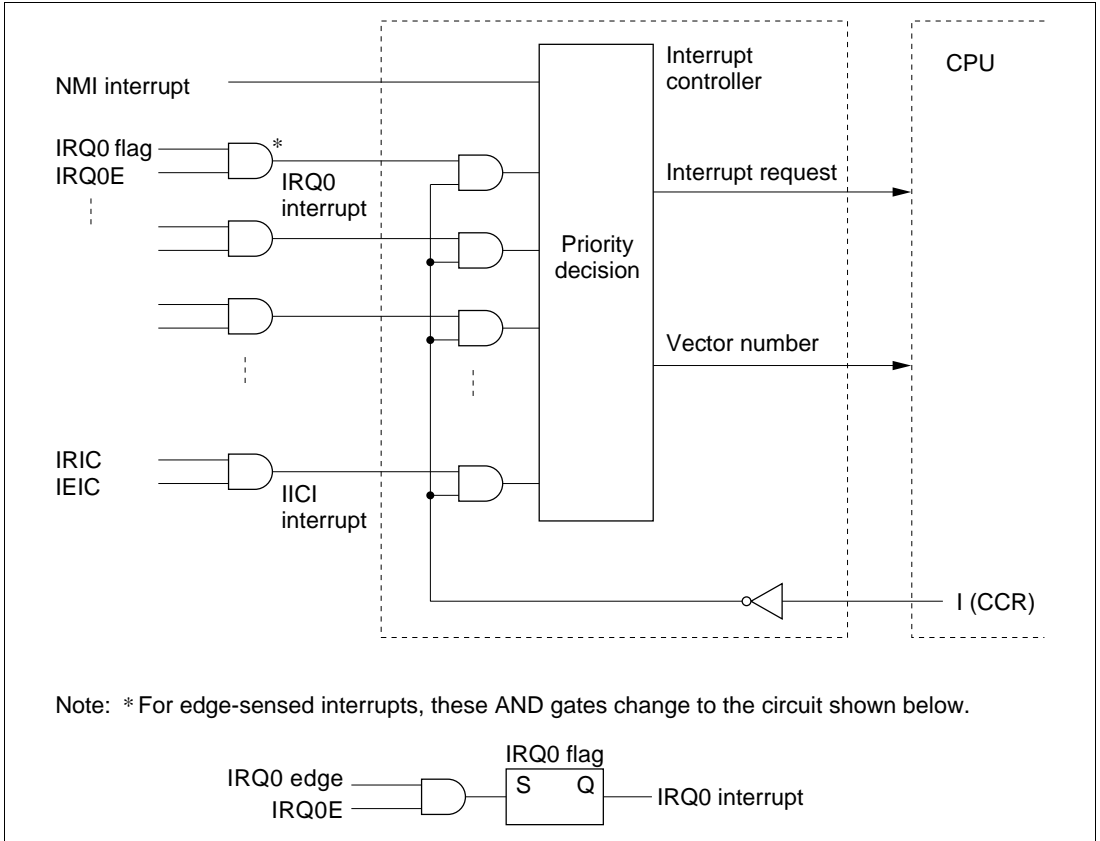 NMI interrupt
Interrupt
controller
CPU
IRQ0 flag
IRQ0E
*
IRQ0
interrupt
Interrupt request
Priority
decision
Vector number
IRIC
IEIC
IICI
interrupt
I (CCR)
Note: * For edge-sensed interrupts, these AND gates change to the circuit shown below.
IRQ0 flag
IRQ0 edge
IRQ0E
S Q
IRQ0 interrupt